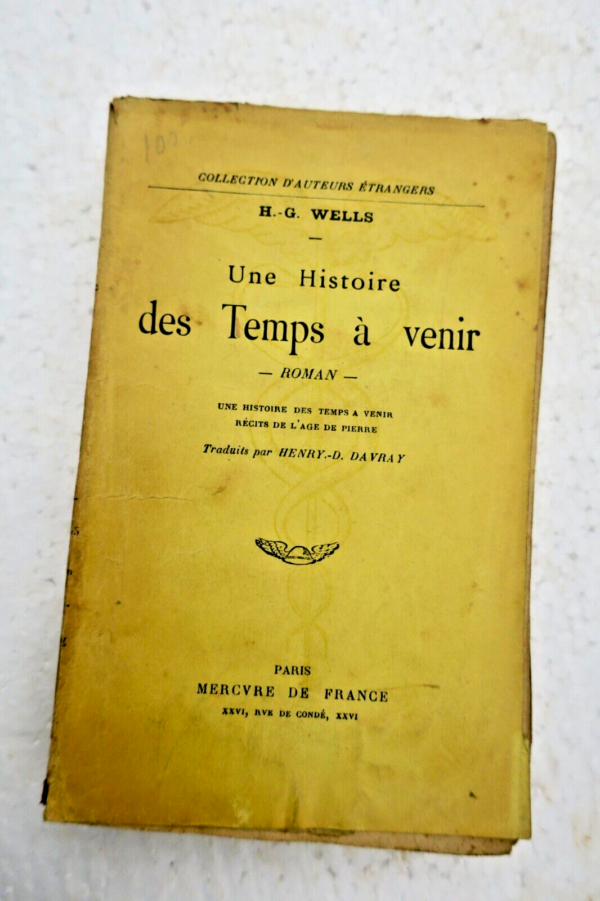 100
COLLECTION D'AUTEURS ÉTRANGERS
H.-G. WELLS
Une Histoire
des Temps à venir
— ROMAN —
UNE HISTOIRE DES TEMPS A VENIR
RÉCITS DE L'AGE DE PIERRE
Traduits par HENRY.-D. DAVRAY
PARIS
MERCVRE DE FRANCE
XXVI, RVE DE CONDÉ, XXVI